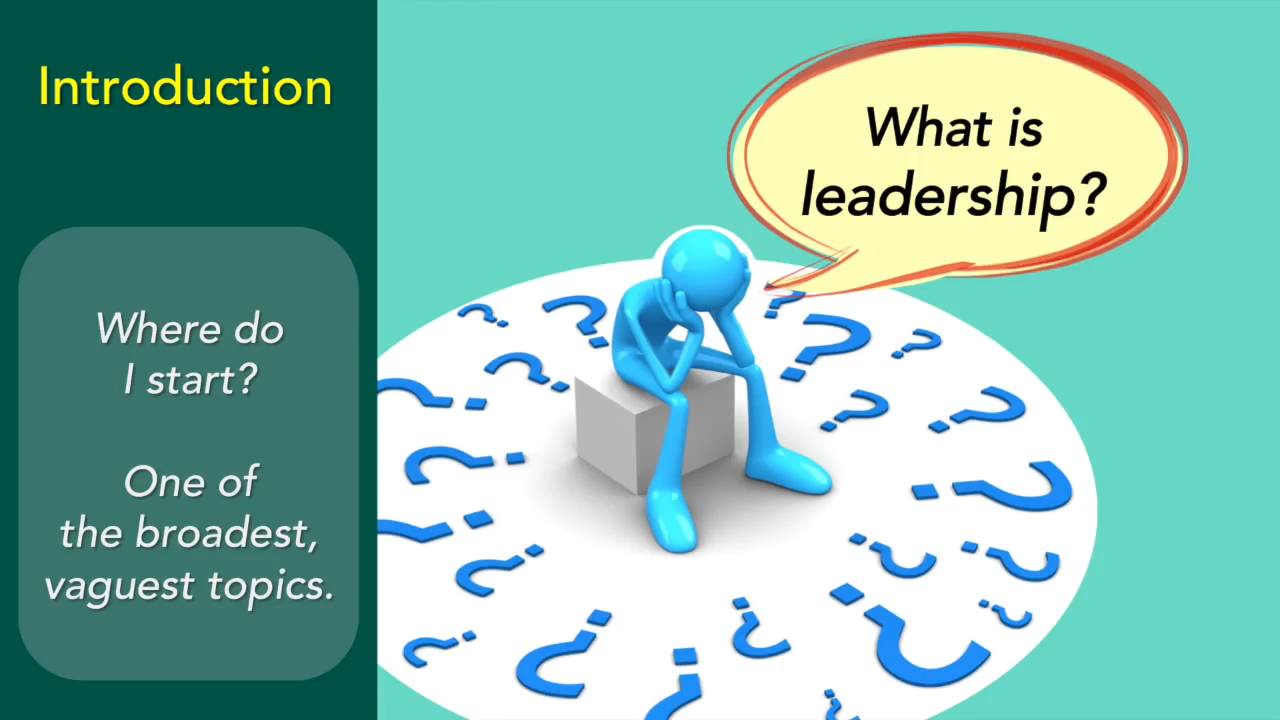 Introduction
Where do
I start?
One of
the broadest,
vaguest topics.
What is
leadership?